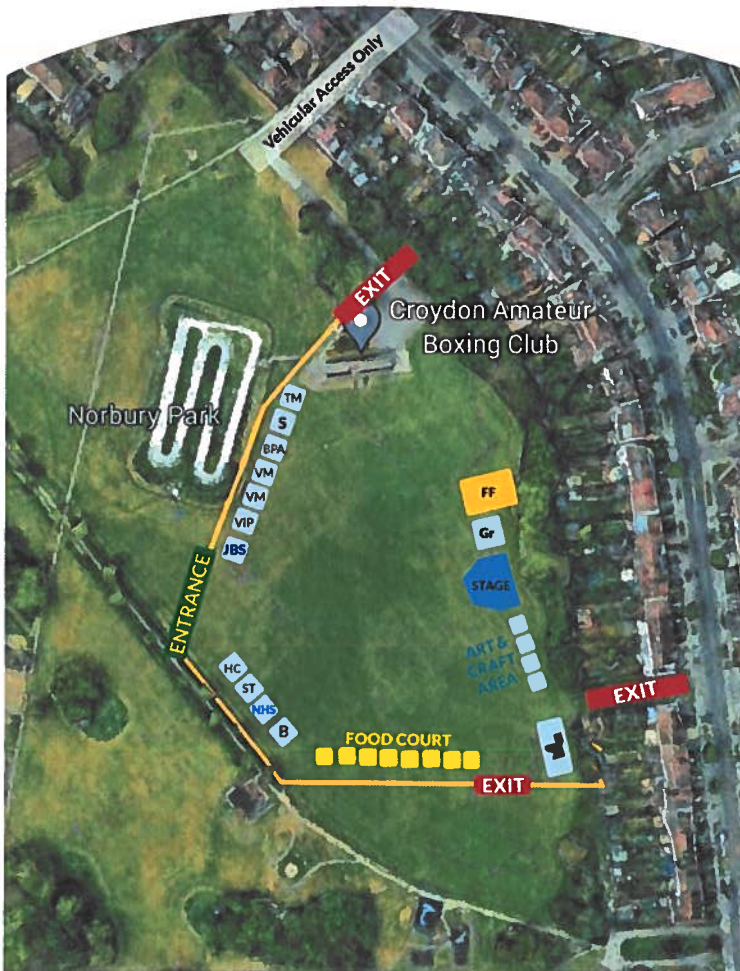 Vehicular Access Only
EXIT
Croydon Amateur
Boxing Club
Norbury Park
TM
S
BPA
VM
VM
VIP
JBS
FF
Gr
STAGE
ENTRANCE
ART &
CRAFT
AREA
HC
ST
NHS
B
EXIT
FOOD COURT
EXIT